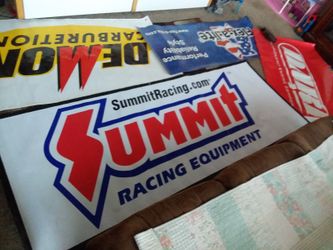 DEMON
CARBURETION
Performance
Reliability
Style
SummitRacing.com
SUMMIT
RACING EQUIPMENT